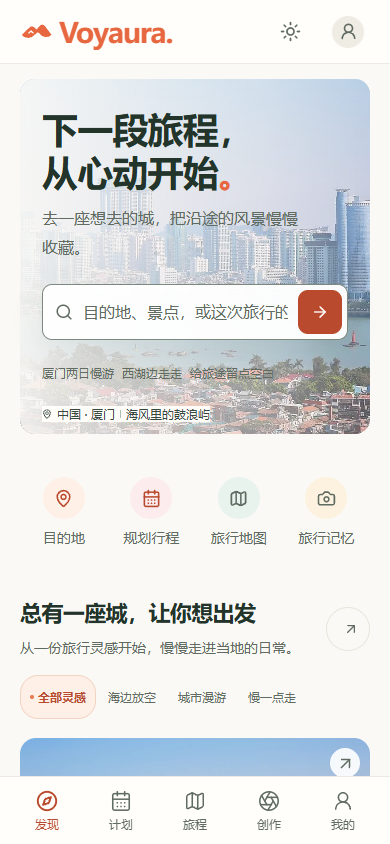 Voyaura.
下一段旅程，
从心动开始。
去一座想去的城，把沿途的风景慢慢
收藏。
目的地、景点，或这次旅行的
厦门两日慢游 西湖边走走 给旅途留点空白
中国 · 厦门 | 海风里的鼓浪屿
目的地 规划行程 旅行地图 旅行记忆
总有一座城，让你想出发
从一份旅行灵感开始，慢慢走进当地的日常。
全部灵感 海边放空 城市漫游 慢一点走
发现 计划 旅程 创作 我的